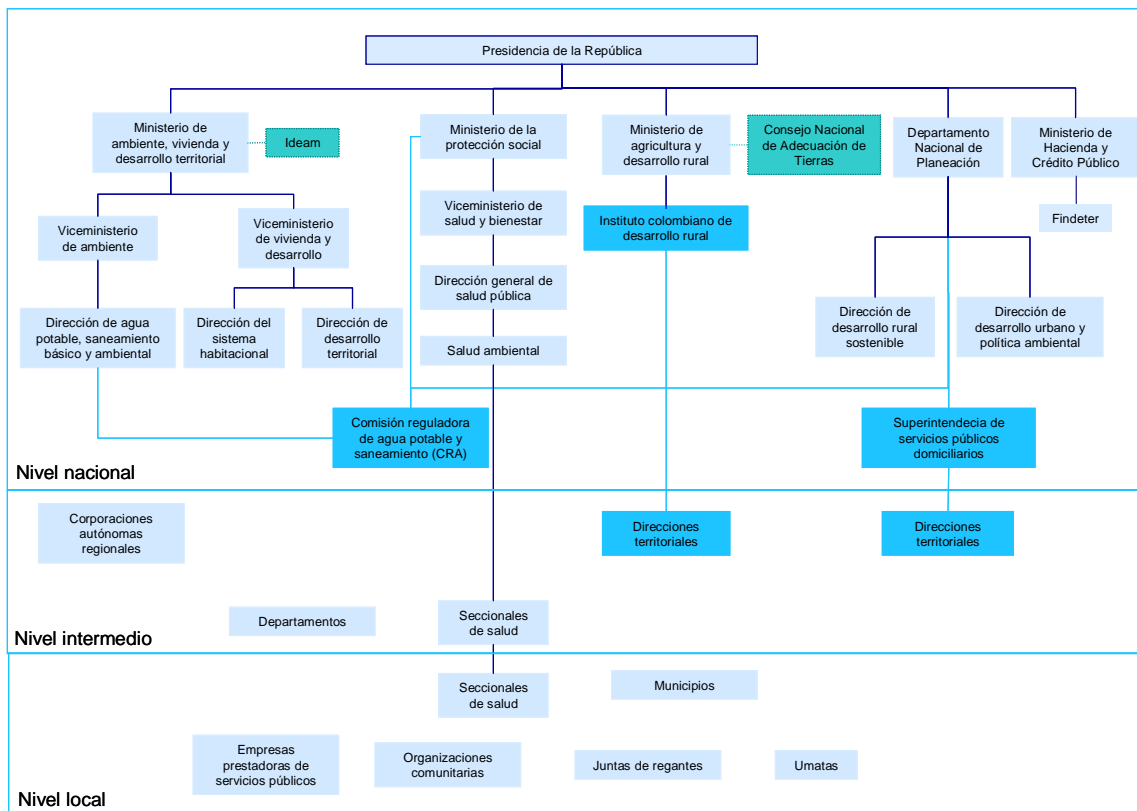 Presidencia de la República
Ministerio de
ambiente, vivienda y
desarrollo territorial
Ideam
Ministerio de la
protección social
Ministerio de
agricultura y
desarrollo rural
Consejo Nacional
de Adecuación de
Tierras
Departamento
Nacional de
Planeación
Ministerio de
Hacienda y
Crédito Público
Viceministerio
de ambiente
Viceministerio
de vivienda y
desarrollo
Viceministerio
de salud y bienestar
Instituto colombiano de
desarrollo rural
Findeter
Dirección general de
salud pública
Dirección de agua
potable, saneamiento
básico y ambiental
Dirección del
sistema
habitacional
Dirección de
desarrollo
territorial
Salud ambiental
Dirección de
desarrollo rural
sostenible
Dirección de
desarrollo urbano y
política ambiental
Comisión reguladora
de agua potable y
saneamiento (CRA)
Superintendecia de
servicios públicos
domiciliarios
Nivel nacional
Corporaciones
autónomas
regionales
Direcciones
territoriales
Direcciones
territoriales
Departamentos
Seccionales
de salud
Nivel intermedio
Seccionales
de salud
Municipios
Empresas
prestadoras de
servicios públicos
Organizaciones
comunitarias
Juntas de regantes
Umatas
Nivel local